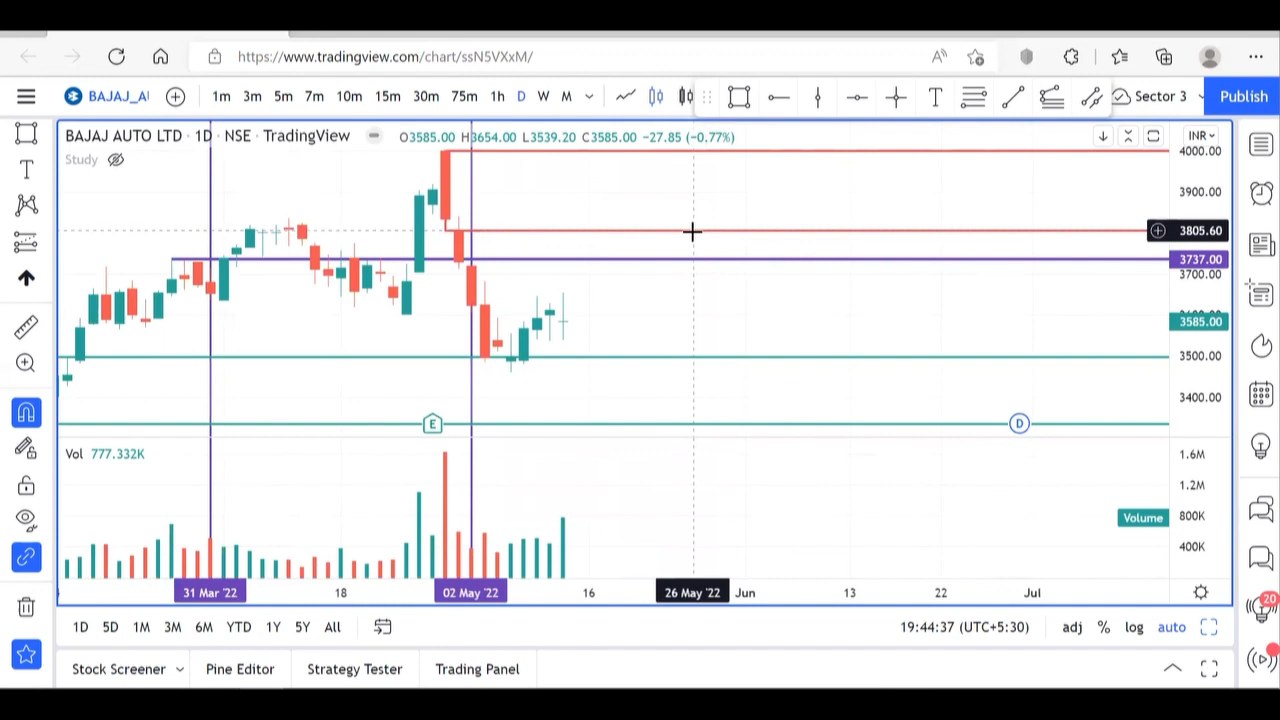 https://www.tradingview.com/chart/ssN5VXxM/
BAJAJ_AU 1m 3m 5m 7m 10m 15m 30m 75m 1h D W M Sector 3 Publish
BAJAJ AUTO LTD · 1D · NSE · TradingView O3585.00 H3654.00 L3539.20 C3585.00 −27.85 (−0.77%) INR
Study
4000.00
3900.00
3805.60
3737.00
3700.00
3585.00
3500.00
3400.00
E D
Vol 777.332K
1.6M
1.2M
Volume 800K
400K
31 Mar '22 18 02 May '22 16 26 May '22 Jun 13 22 Jul
20
1D 5D 1M 3M 6M YTD 1Y 5Y All 19:44:37 (UTC+5:30) adj % log auto
Stock Screener Pine Editor Strategy Tester Trading Panel